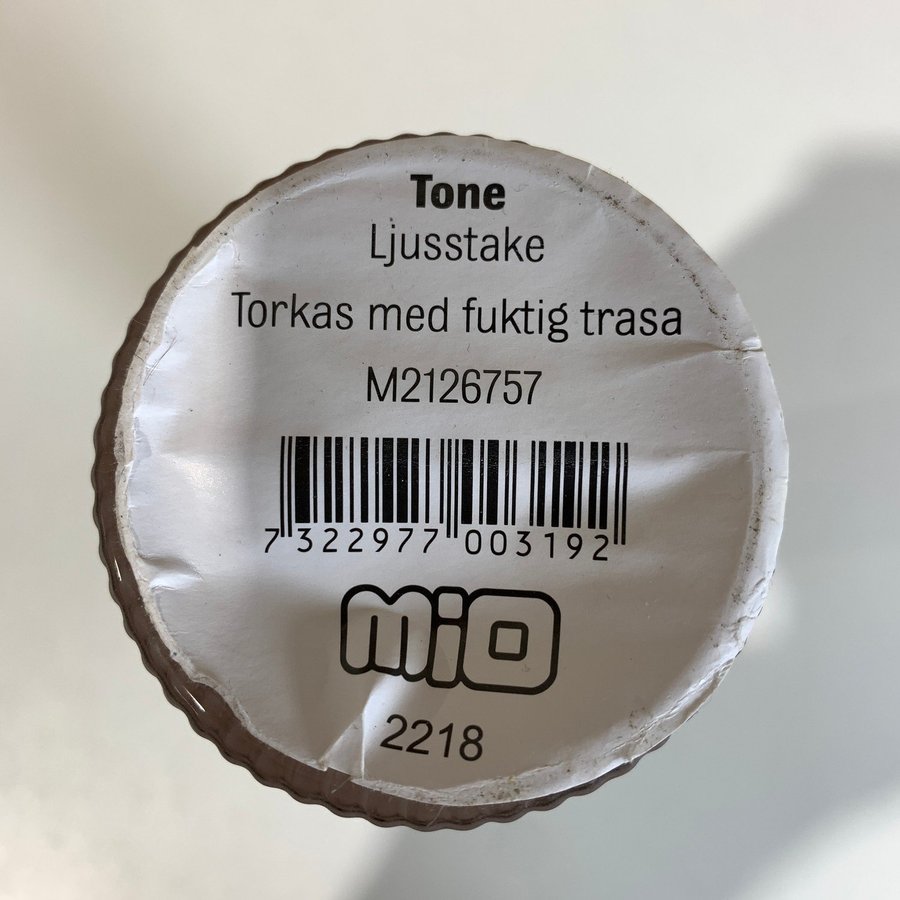 Tone
Ljusstake
Torkas med fuktig trasa
M2126757
7 322977 003192
mio
2218